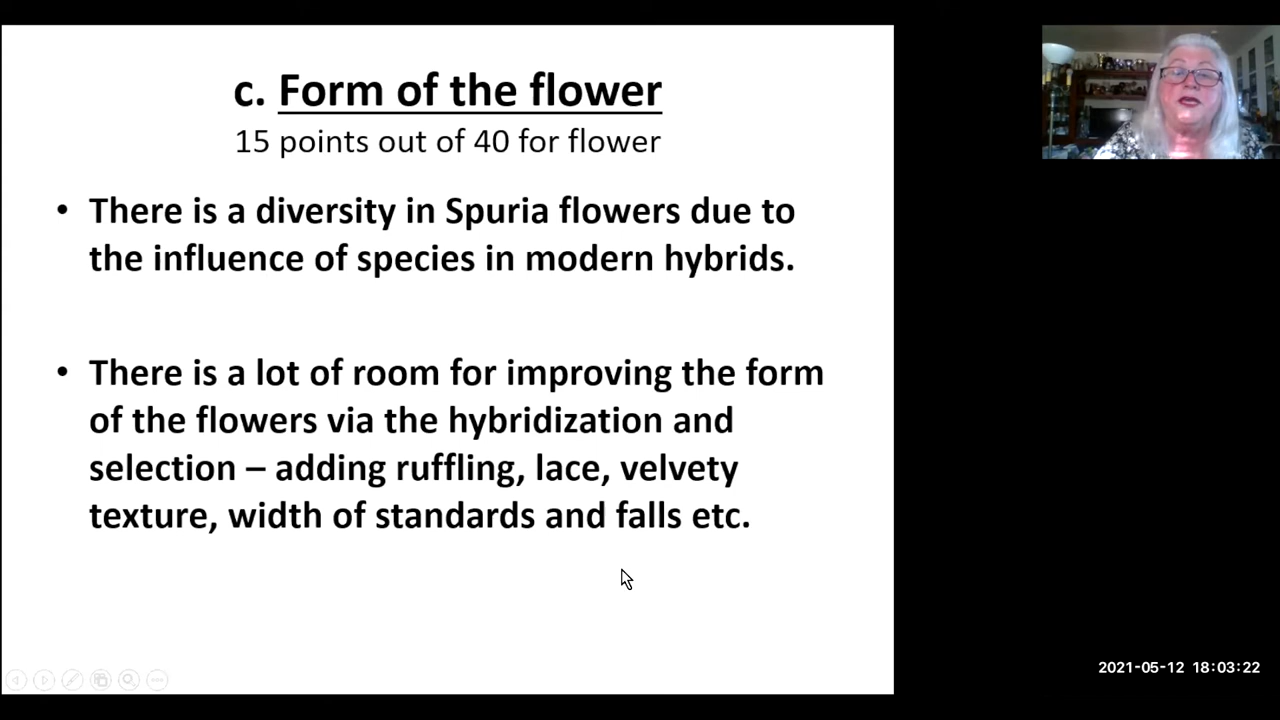 c. Form of the flower
15 points out of 40 for flower
• There is a diversity in Spuria flowers due to
the influence of species in modern hybrids.
• There is a lot of room for improving the form
of the flowers via the hybridization and
selection – adding ruffling, lace, velvety
texture, width of standards and falls etc.
2021-05-12 18:03:22